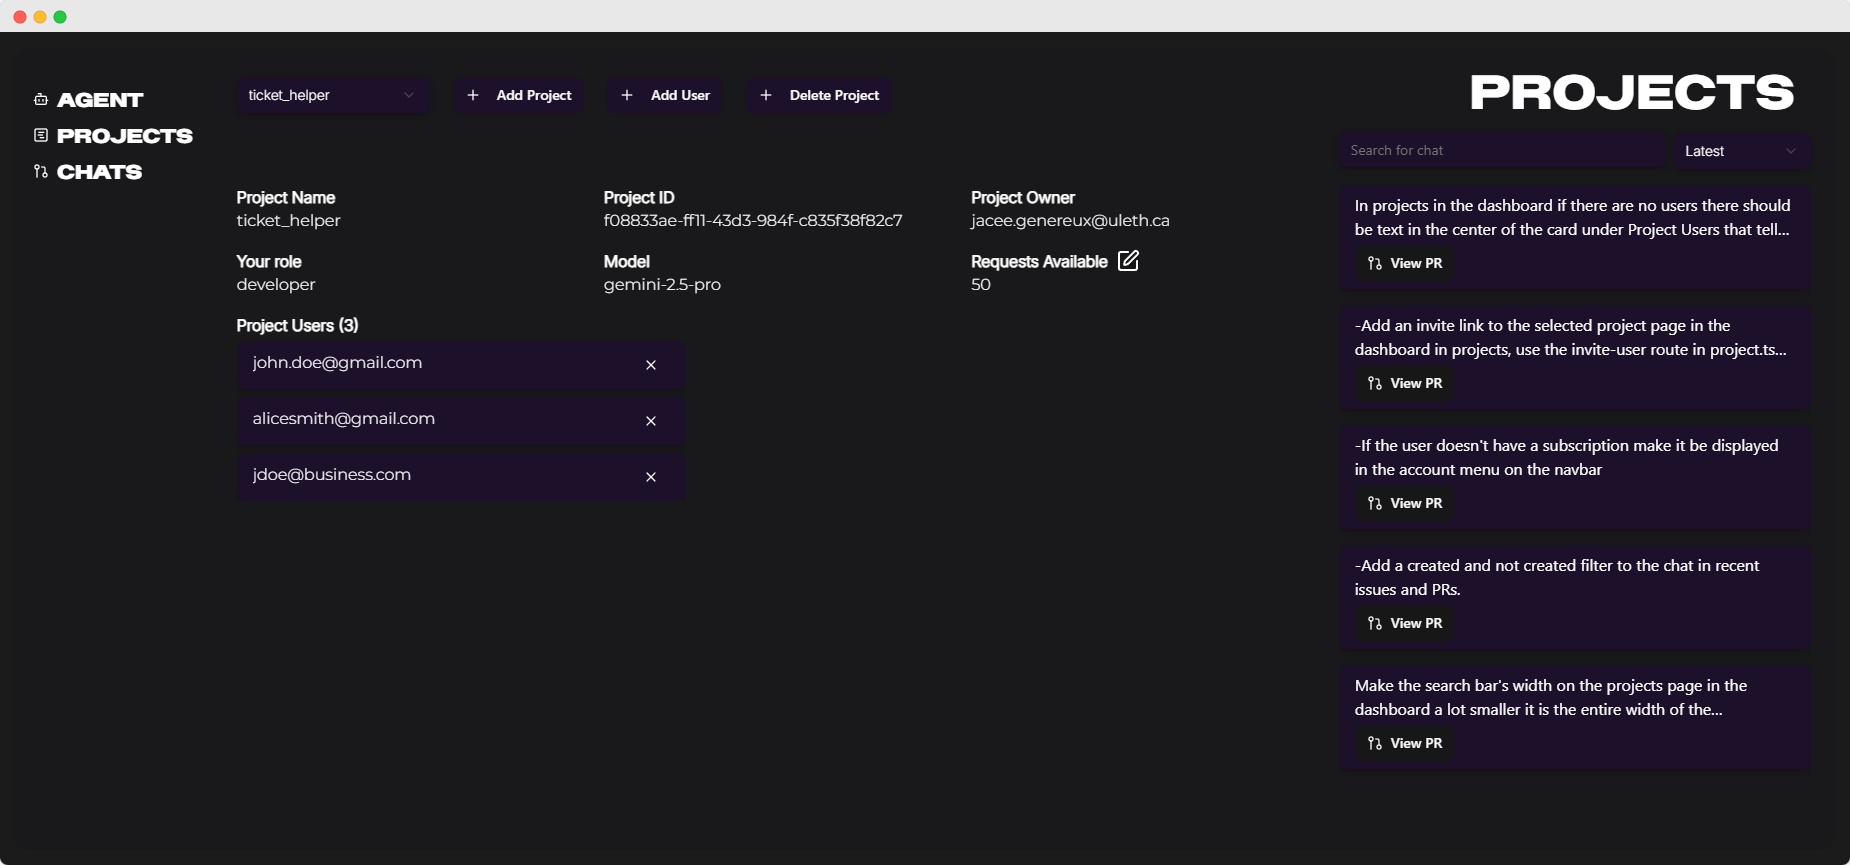 AGENT
PROJECTS
CHATS
ticket_helper
Add Project
Add User
Delete Project
Project Name
ticket_helper
Project ID
f08833ae-ff11-43d3-984f-c835f38f82c7
Project Owner
jacee.genereux@uleth.ca
Your role
developer
Model
gemini-2.5-pro
Requests Available
50
Project Users (3)
john.doe@gmail.com
alicesmith@gmail.com
jdoe@business.com
PROJECTS
Search for chat
Latest
In projects in the dashboard if there are no users there should
be text in the center of the card under Project Users that tell...
View PR
-Add an invite link to the selected project page in the
dashboard in projects, use the invite-user route in project.ts...
View PR
-If the user doesn't have a subscription make it be displayed
in the account menu on the navbar
View PR
-Add a created and not created filter to the chat in recent
issues and PRs.
View PR
Make the search bar's width on the projects page in the
dashboard a lot smaller it is the entire width of the...
View PR